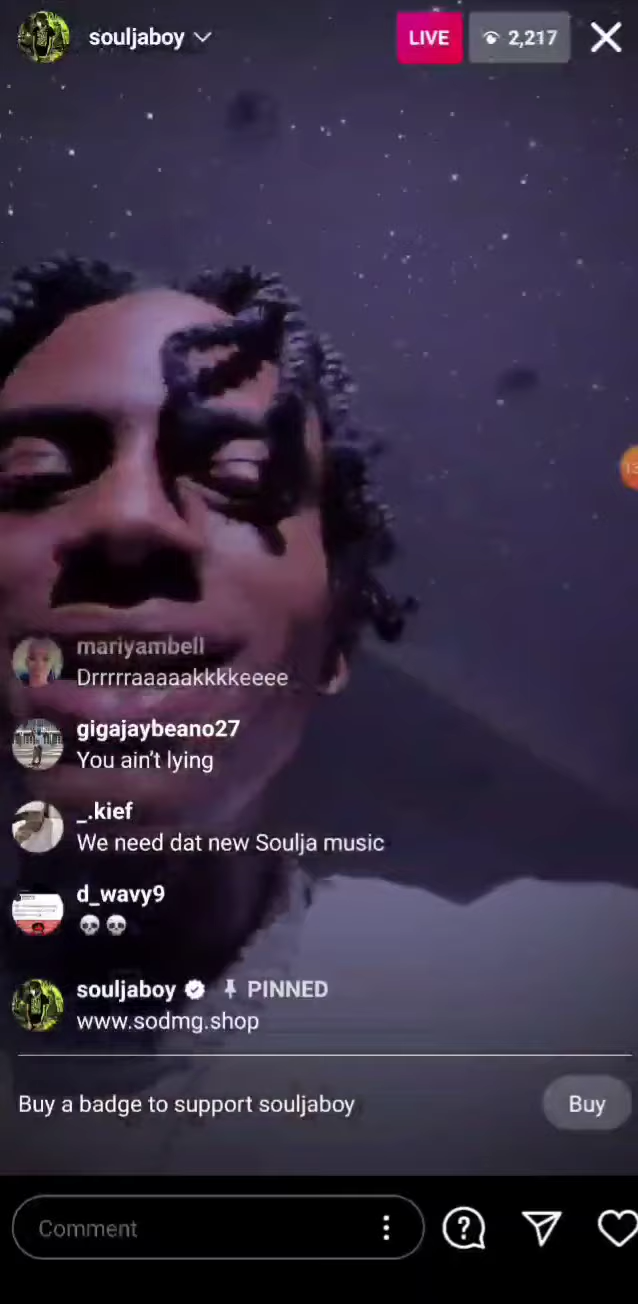 souljaboy
LIVE
2,217
mariyambell
Drrrrraaaaakkkkeeee
gigajaybeano27
You ain't lying
_.kief
We need dat new Soulja music
d_wavy9
💀💀
souljaboy PINNED
www.sodmg.shop
Buy a badge to support souljaboy
Buy
Comment